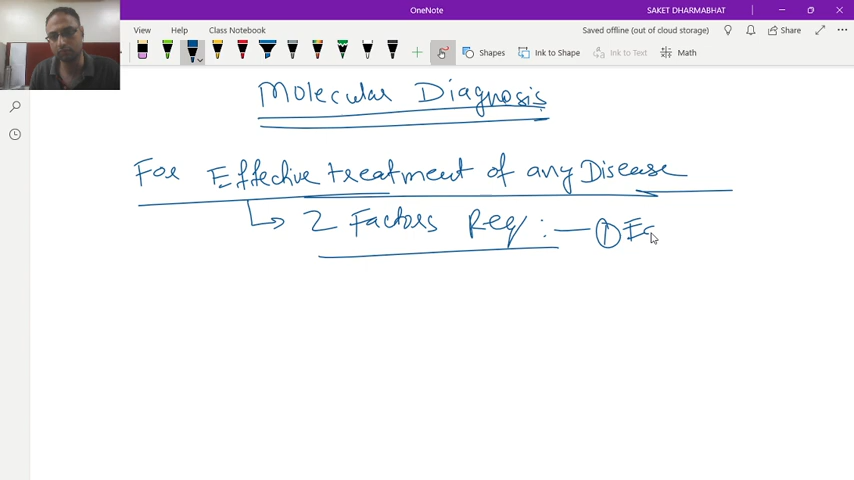 OneNote
SAKET DHARMABHAT
View Help Class Notebook
Saved offline (out of cloud storage)
Share
Shapes
Ink to Shape
Ink to Text
Math
Molecular Diagnosis
For Effective treatment of any Disease
2 Factors Req :— ①